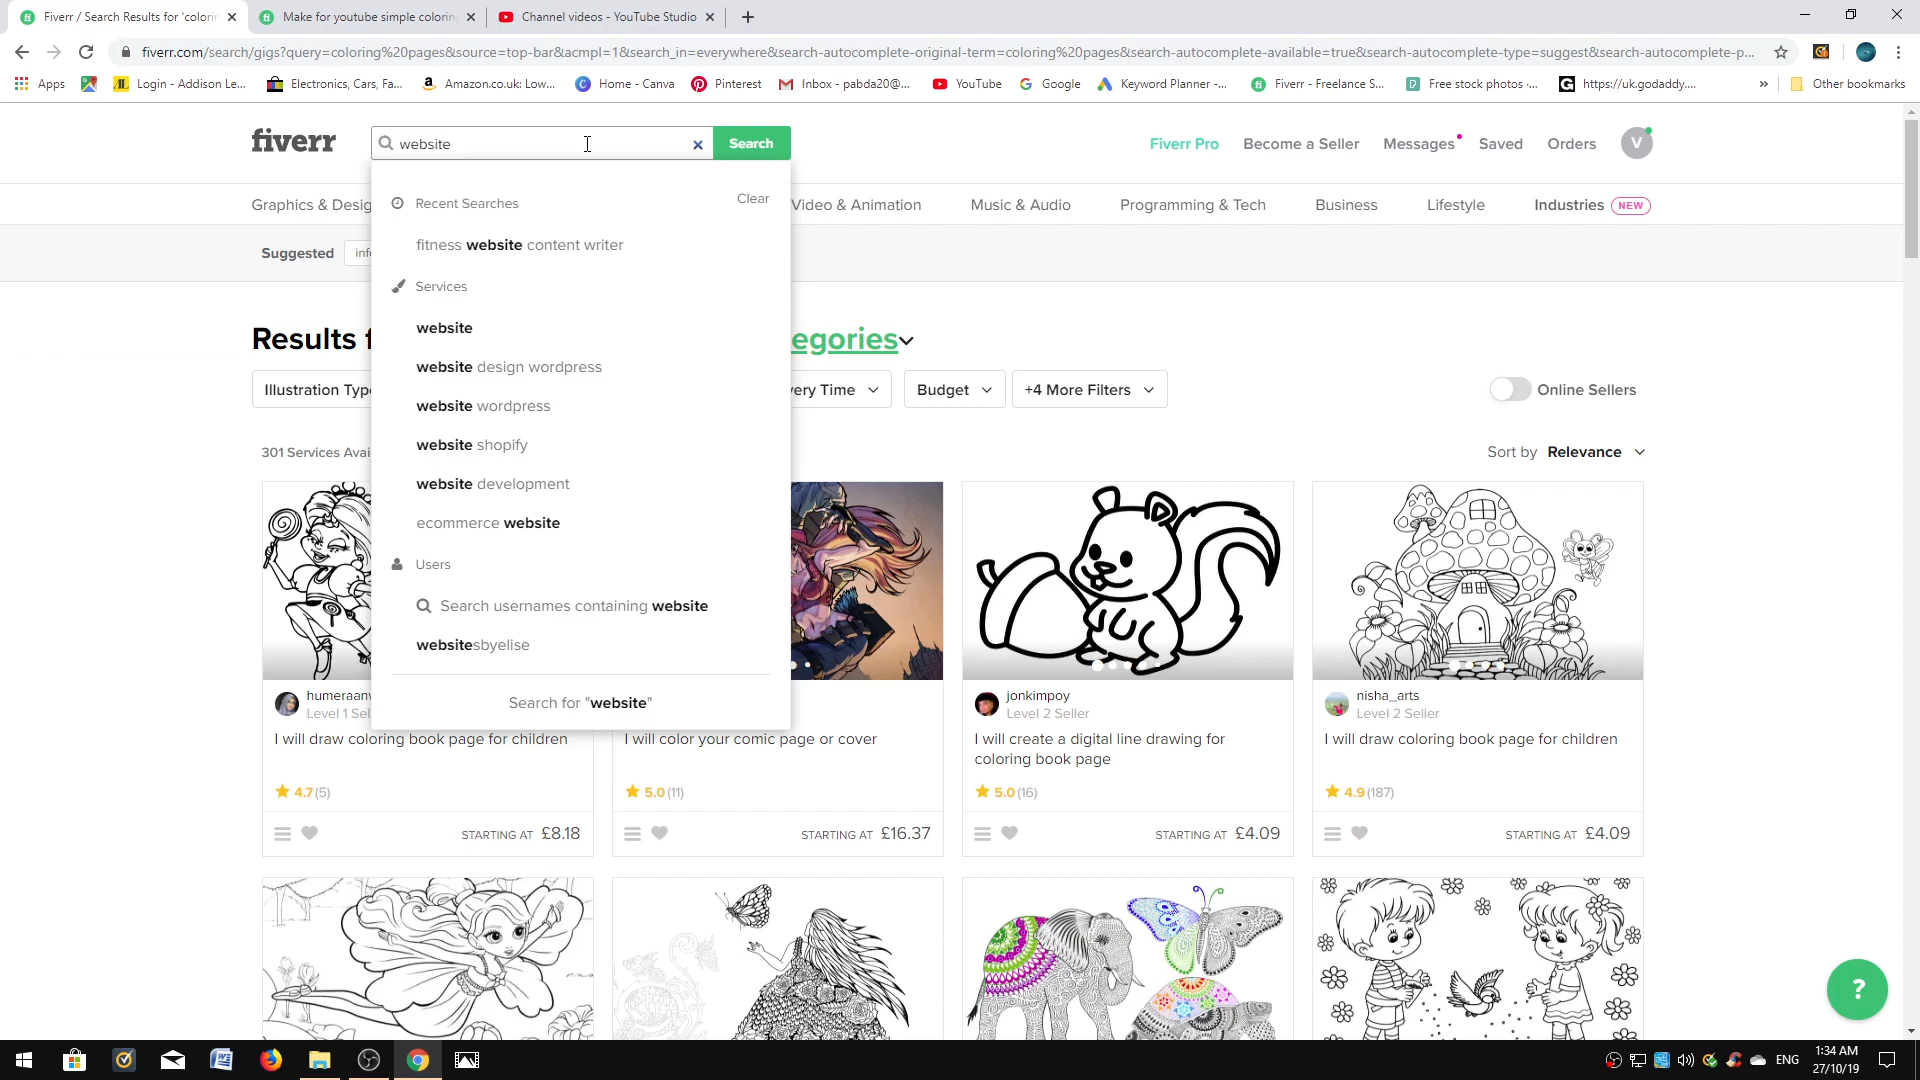 Fiverr / Search Results for 'colorin
Make for youtube simple coloring
Channel videos - YouTube Studio
fiverr.com/search/gigs?query=coloring%20pages&source=top-bar&acmpl=1&search_in=everywhere&search-autocomplete-original-term=coloring%20pages&search-autocomplete-available=true&search-autocomplete-type=suggest&search-autocomplete-p...
Apps
Login - Addison Le...
Electronics, Cars, Fa...
Amazon.co.uk: Low...
Home - Canva
Pinterest
Inbox - pabda20@...
YouTube
Google
Keyword Planner -...
Fiverr - Freelance S...
Free stock photos ·...
https://uk.godaddy....
»
Other bookmarks
fiverr
website
Search
Fiverr Pro
Become a Seller
Messages
Saved
Orders
V
Graphics & Desig
Video & Animation
Music & Audio
Programming & Tech
Business
Lifestyle
Industries NEW
Suggested
Recent Searches
Clear
fitness website content writer
Services
website
website design wordpress
website wordpress
website shopify
website development
ecommerce website
Users
Search usernames containing website
websitesbyelise
Search for "website"
Results f
egories
Illustration Type
very Time
Budget
+4 More Filters
Online Sellers
301 Services Avai
Sort by Relevance
humeraanw
Level 1 Sel
I will draw coloring book page for children
4.7 (5)
STARTING AT £8.18
I will color your comic page or cover
5.0 (11)
STARTING AT £16.37
jonkimpoy
Level 2 Seller
I will create a digital line drawing for
coloring book page
5.0 (16)
STARTING AT £4.09
nisha_arts
Level 2 Seller
I will draw coloring book page for children
4.9 (187)
STARTING AT £4.09
?
ENG
1:34 AM
27/10/19